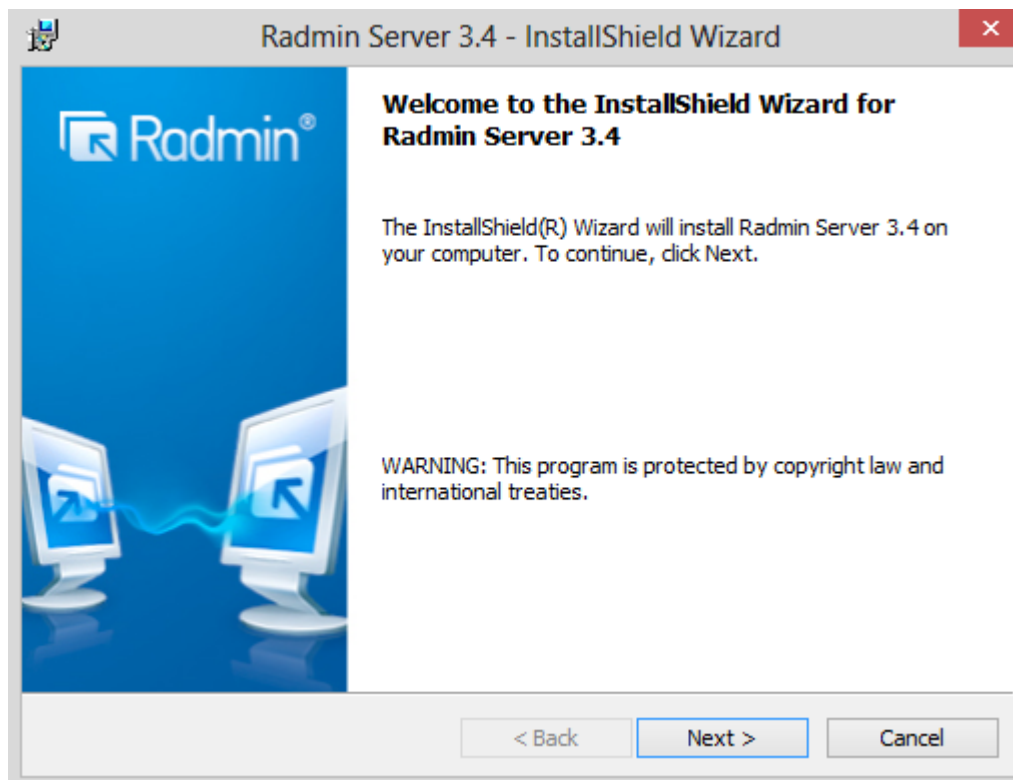 Radmin Server 3.4 - InstallShield Wizard
Radmin®
Welcome to the InstallShield Wizard for
Radmin Server 3.4
The InstallShield(R) Wizard will install Radmin Server 3.4 on
your computer. To continue, click Next.
WARNING: This program is protected by copyright law and
international treaties.
< Back
Next >
Cancel